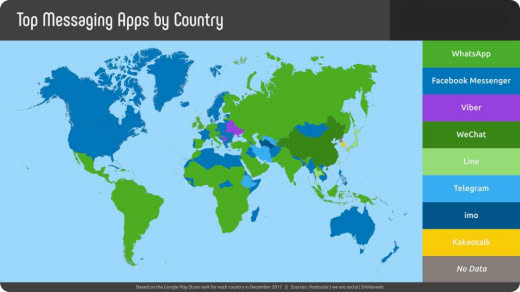 Top Messaging Apps by Country
WhatsApp
Facebook Messenger
Viber
WeChat
Line
Telegram
imo
Kakaotalk
No Data
Based on the Google Play Store rank for each country in December 2017 || Sources: Hootsuite | we are social | Similarweb